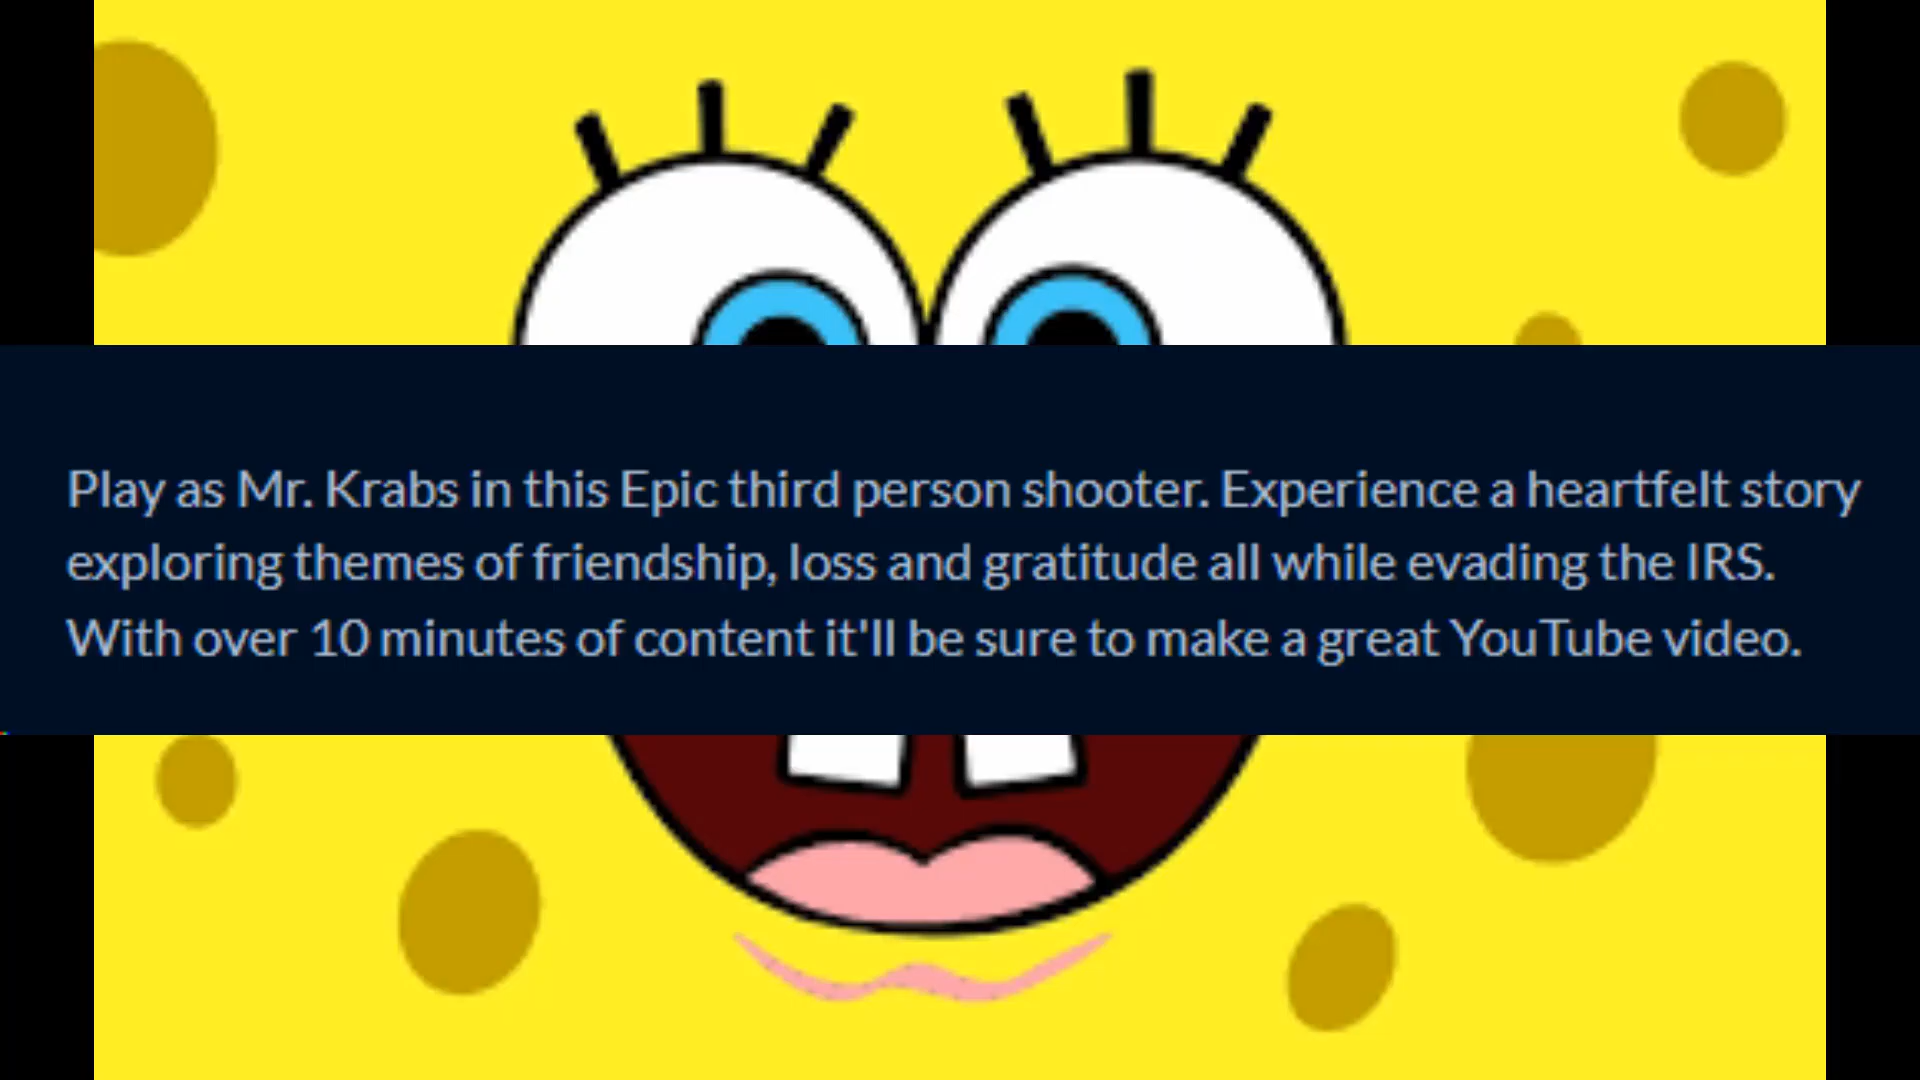 Play as Mr. Krabs in this Epic third person shooter. Experience a heartfelt story
exploring themes of friendship, loss and gratitude all while evading the IRS.
With over 10 minutes of content it'll be sure to make a great YouTube video.